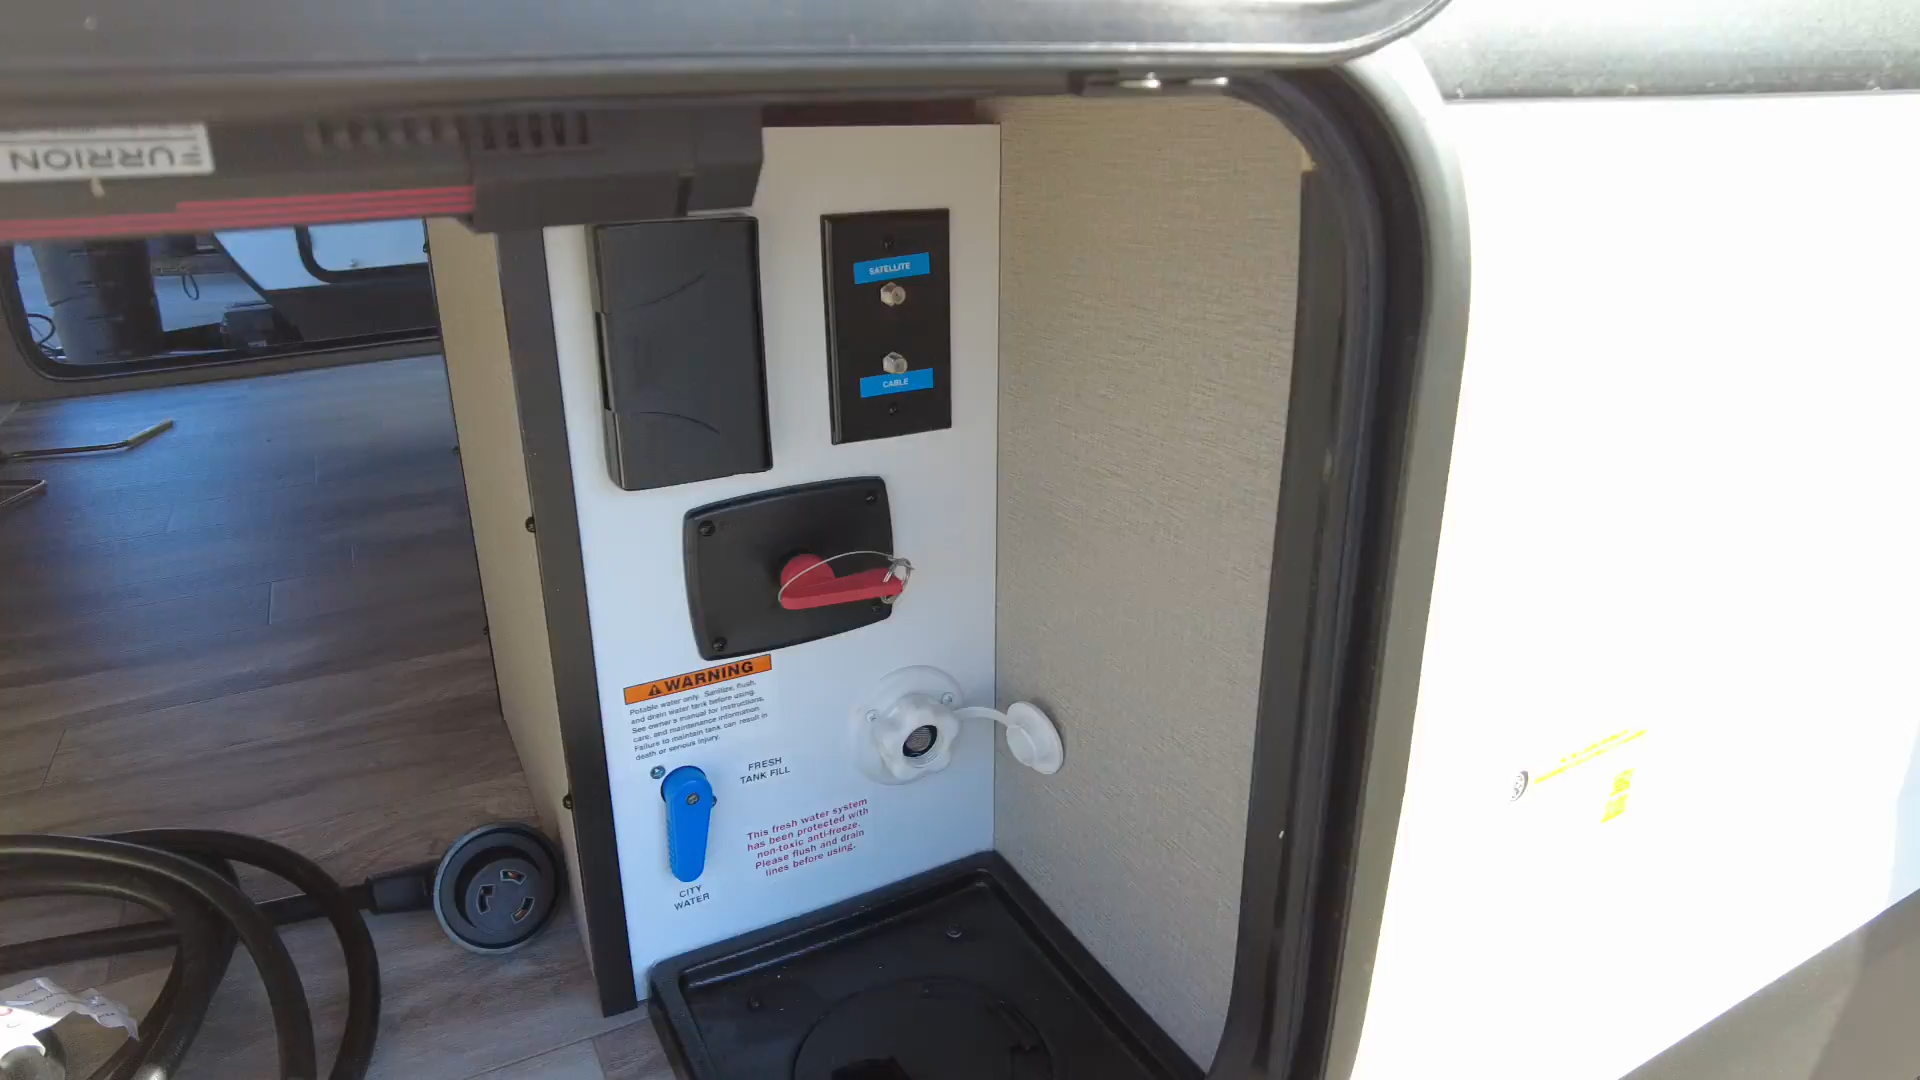 FURRION
SATELLITE
CABLE
WARNING
Potable water only. Sanitize, flush,
and drain water tank before using.
See owner's manual for instructions,
care, and maintenance information.
Failure to maintain tank can result in
death or serious injury.
FRESH
TANK FILL
This fresh water system
has been protected with
non-toxic anti-freeze.
Please flush and drain
lines before using.
CITY
WATER